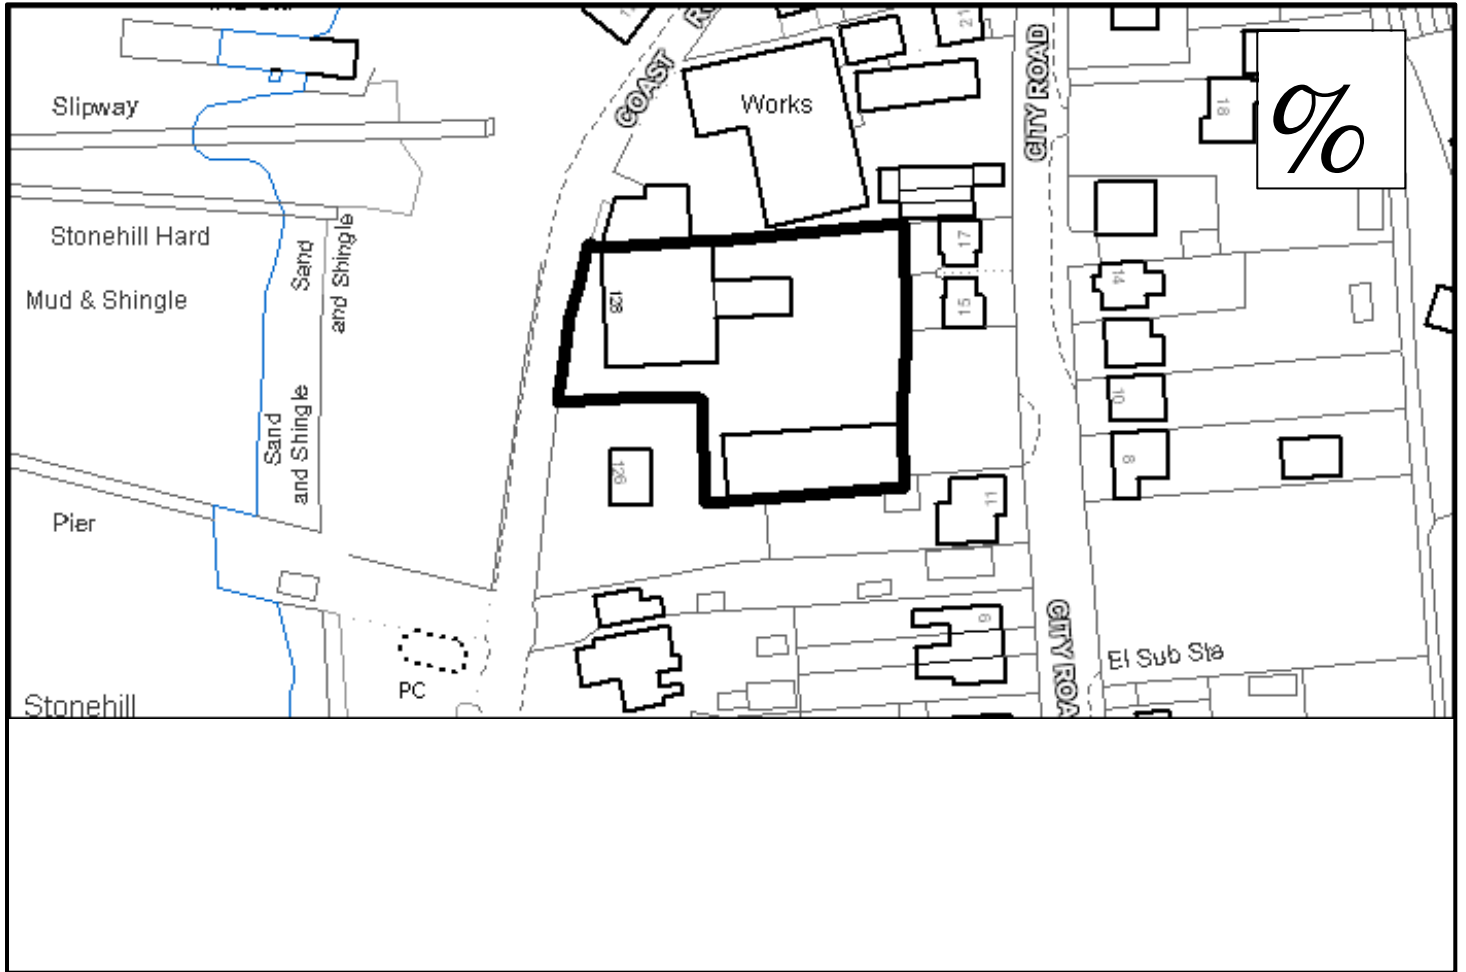 COAST
Slipway
Works
21
CITY ROAD
18
%
Stonehill Hard
Sand
and Shingle
17
Mud & Shingle
128
15
14
10
Sand
and Shingle
8
126
11
Pier
9
CITY ROA
El Sub Sta
PC
Stonehill